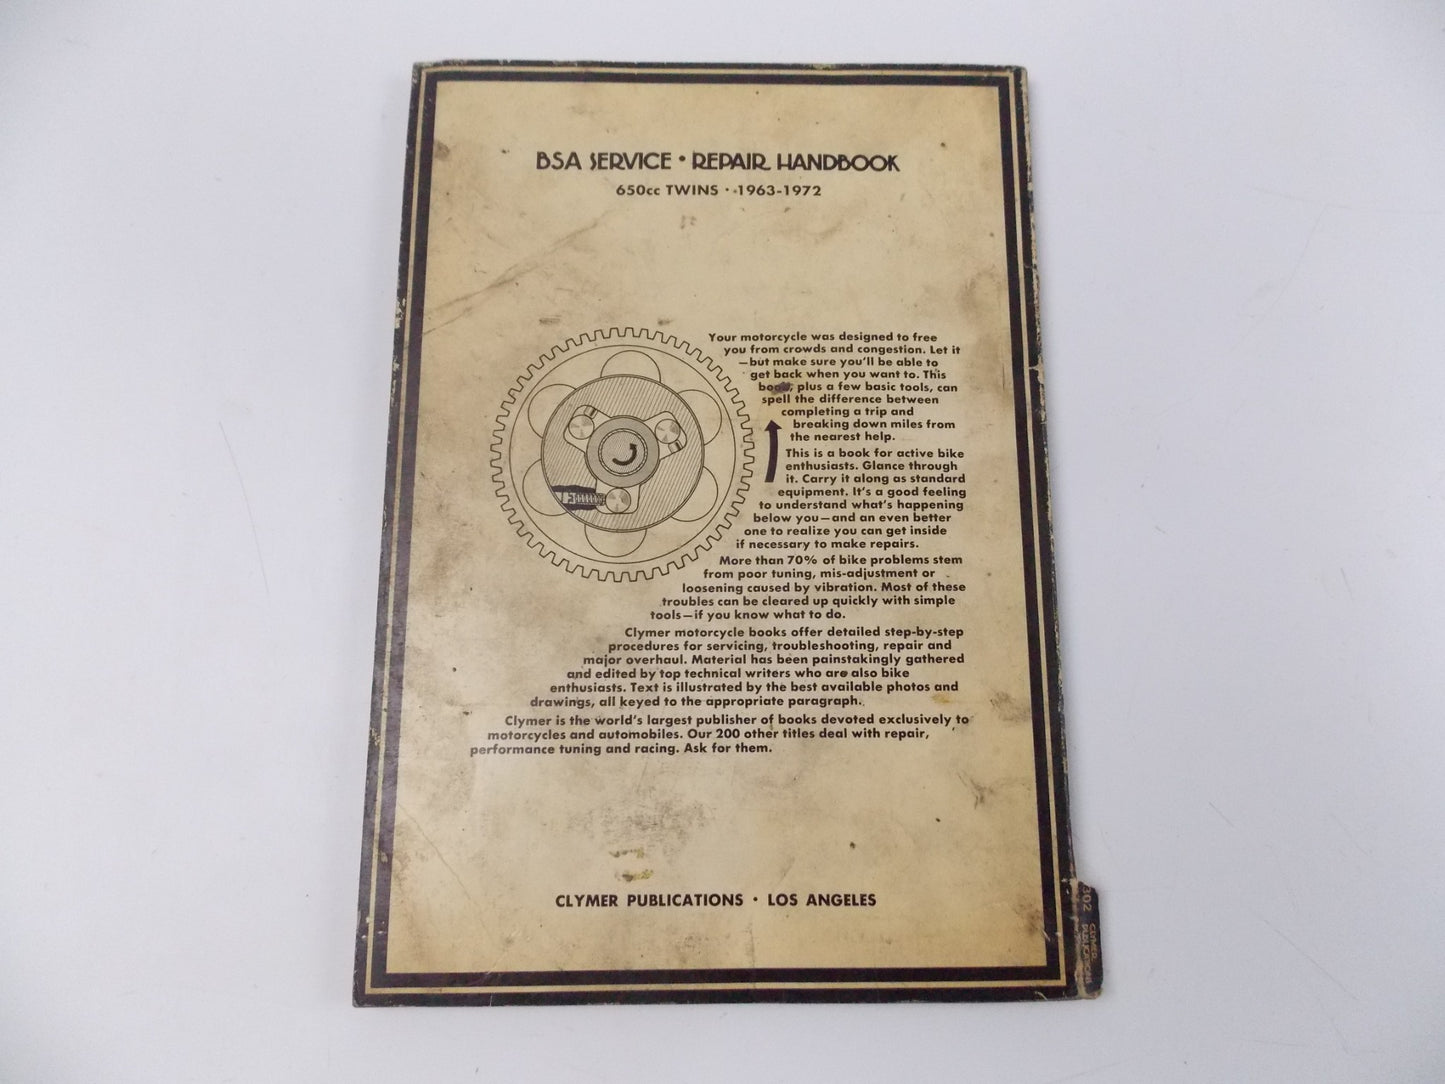 BSA SERVICE • REPAIR HANDBOOK
650cc TWINS • 1963-1972
Your motorcycle was designed to free
you from crowds and congestion. Let it
—but make sure you'll be able to
get back when you want to. This
book, plus a few basic tools, can
spell the difference between
completing a trip and
breaking down miles from
the nearest help.
This is a book for active bike
enthusiasts. Glance through
it. Carry it along as standard
equipment. It's a good feeling
to understand what's happening
below you—and an even better
one to realize you can get inside
if necessary to make repairs.
More than 70% of bike problems stem
from poor tuning, mis-adjustment or
loosening caused by vibration. Most of these
troubles can be cleared up quickly with simple
tools—if you know what to do.
Clymer motorcycle books offer detailed step-by-step
procedures for servicing, troubleshooting, repair and
major overhaul. Material has been painstakingly gathered
and edited by top technical writers who are also bike
enthusiasts. Text is illustrated by the best available photos and
drawings, all keyed to the appropriate paragraph.
Clymer is the world's largest publisher of books devoted exclusively to
motorcycles and automobiles. Our 200 other titles deal with repair,
performance tuning and racing. Ask for them.
CLYMER PUBLICATIONS • LOS ANGELES
302
CLYMER
PUBLICATIONS